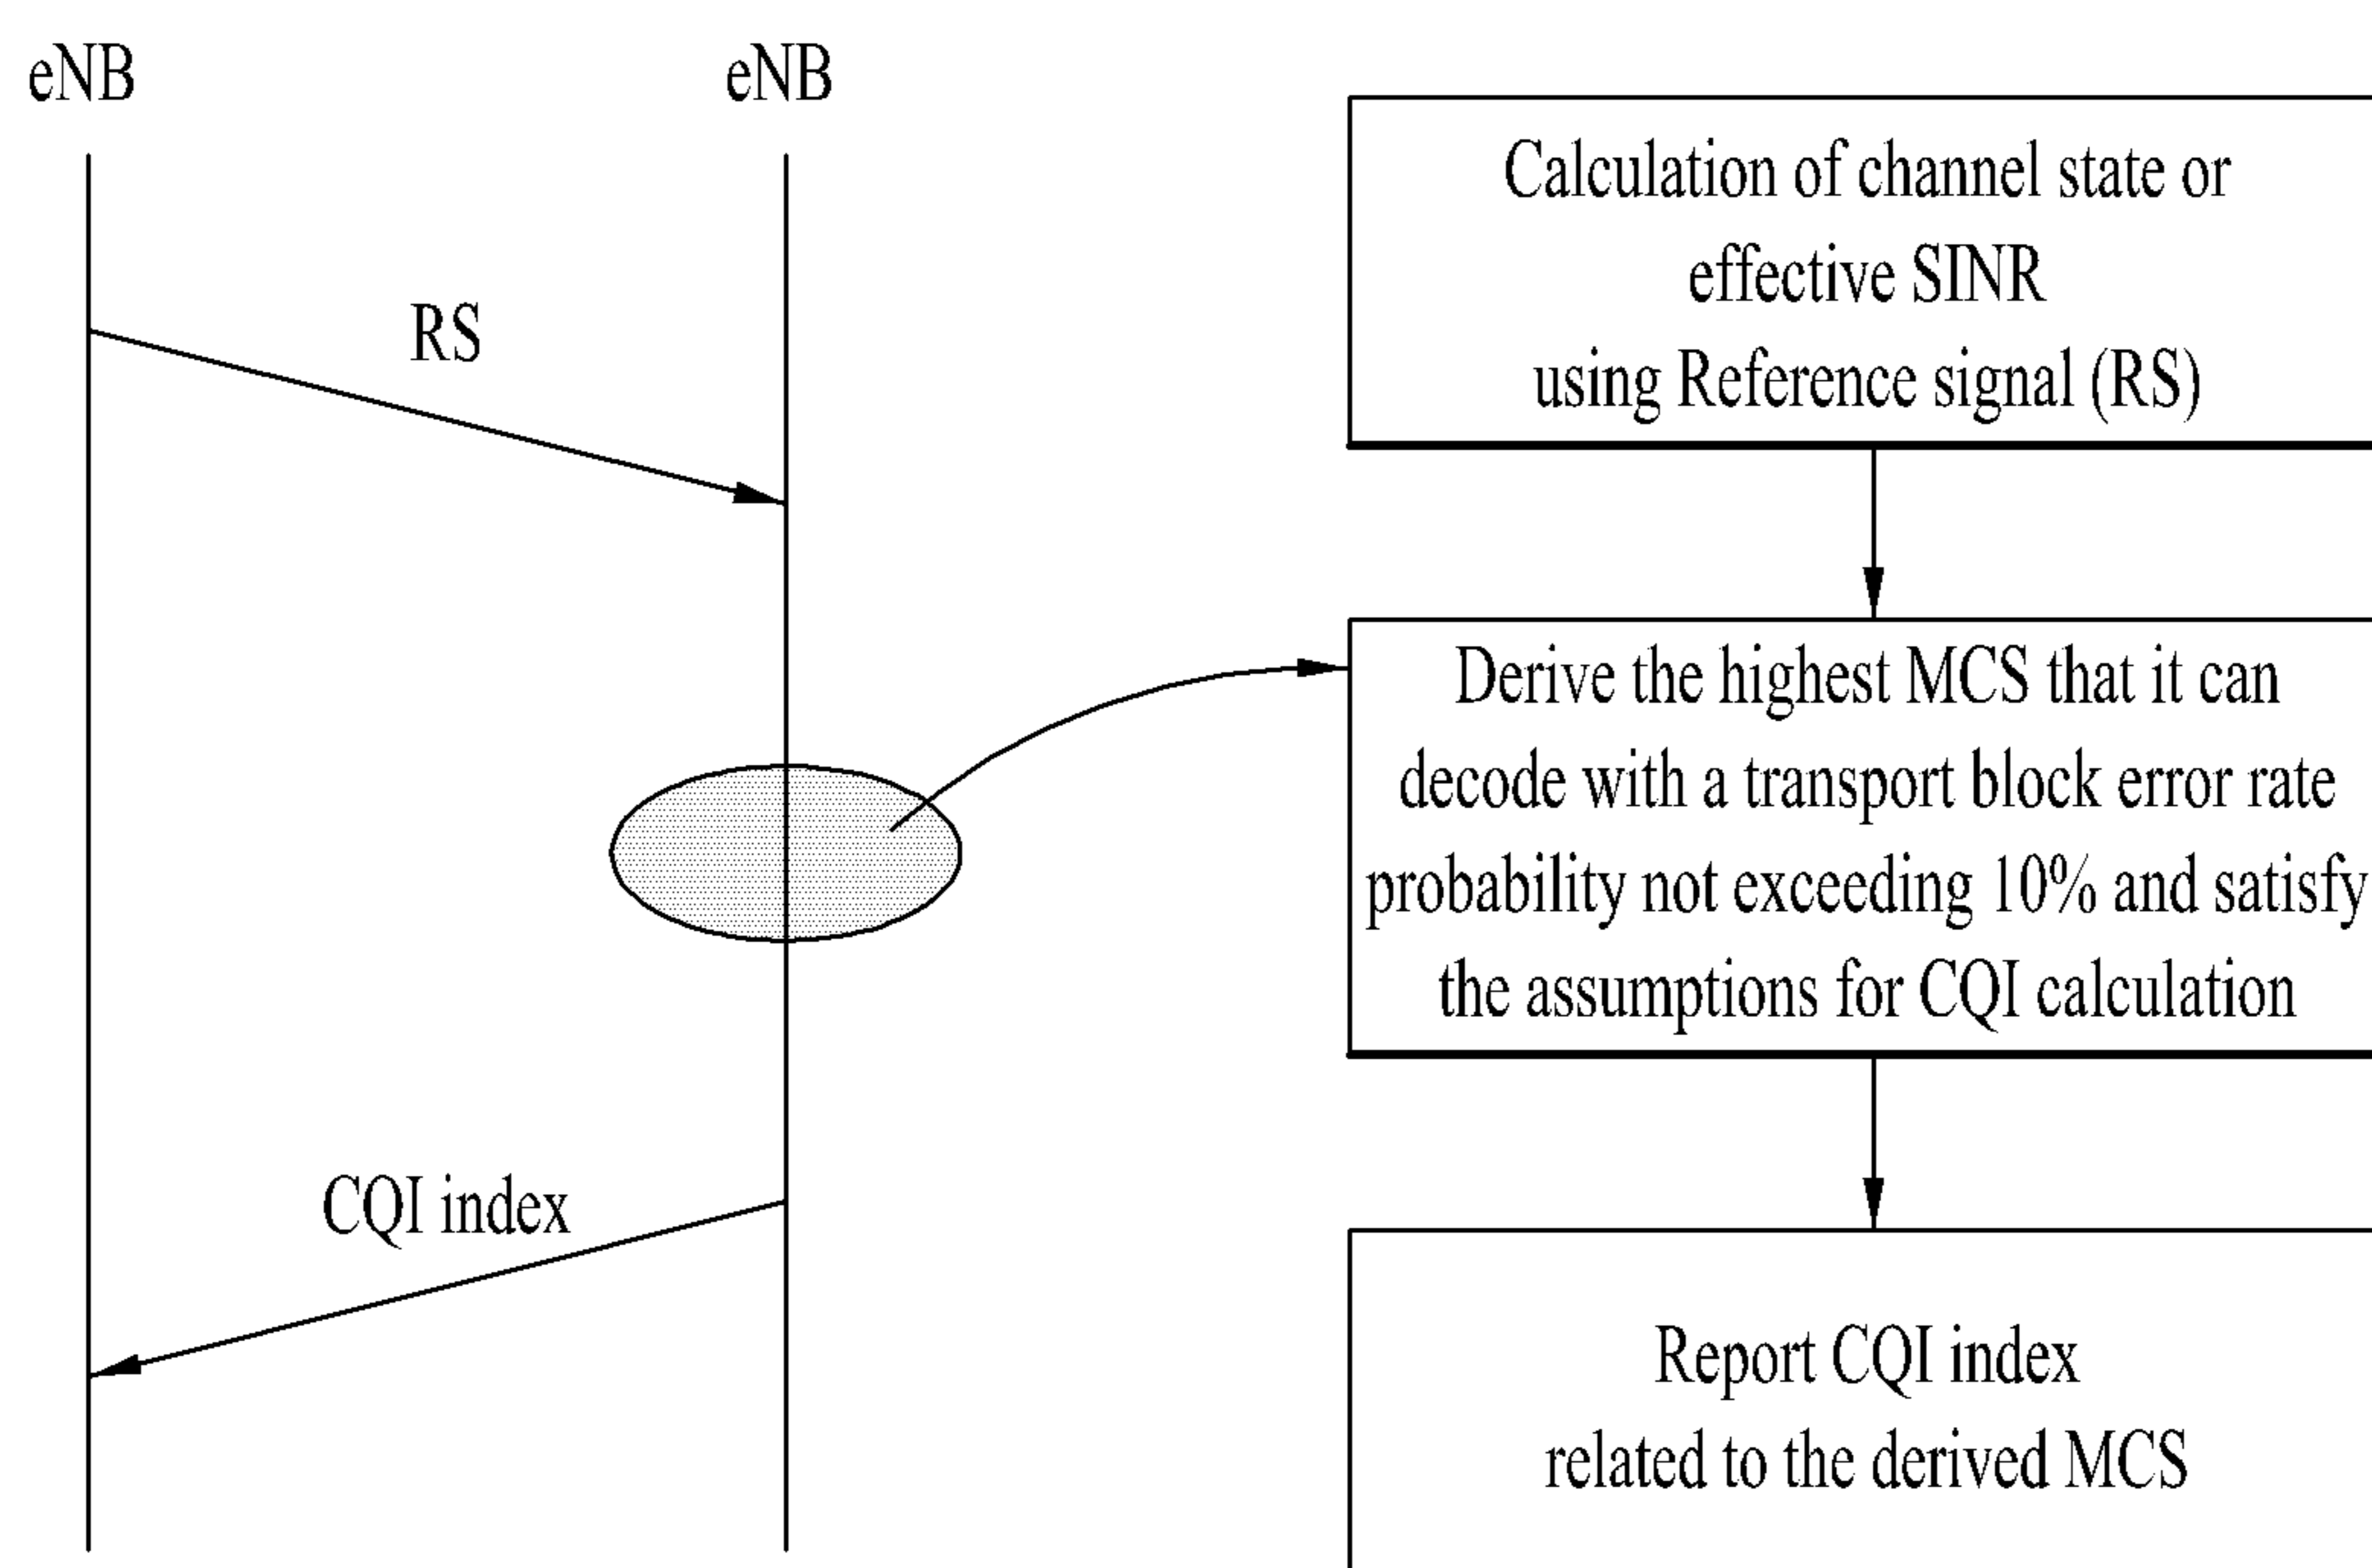 eNB
eNB
RS
CQI index
Calculation of channel state or
effective SINR
using Reference signal (RS)
Derive the highest MCS that it can
decode with a transport block error rate
probability not exceeding 10% and satisfy
the assumptions for CQI calculation
Report CQI index
related to the derived MCS